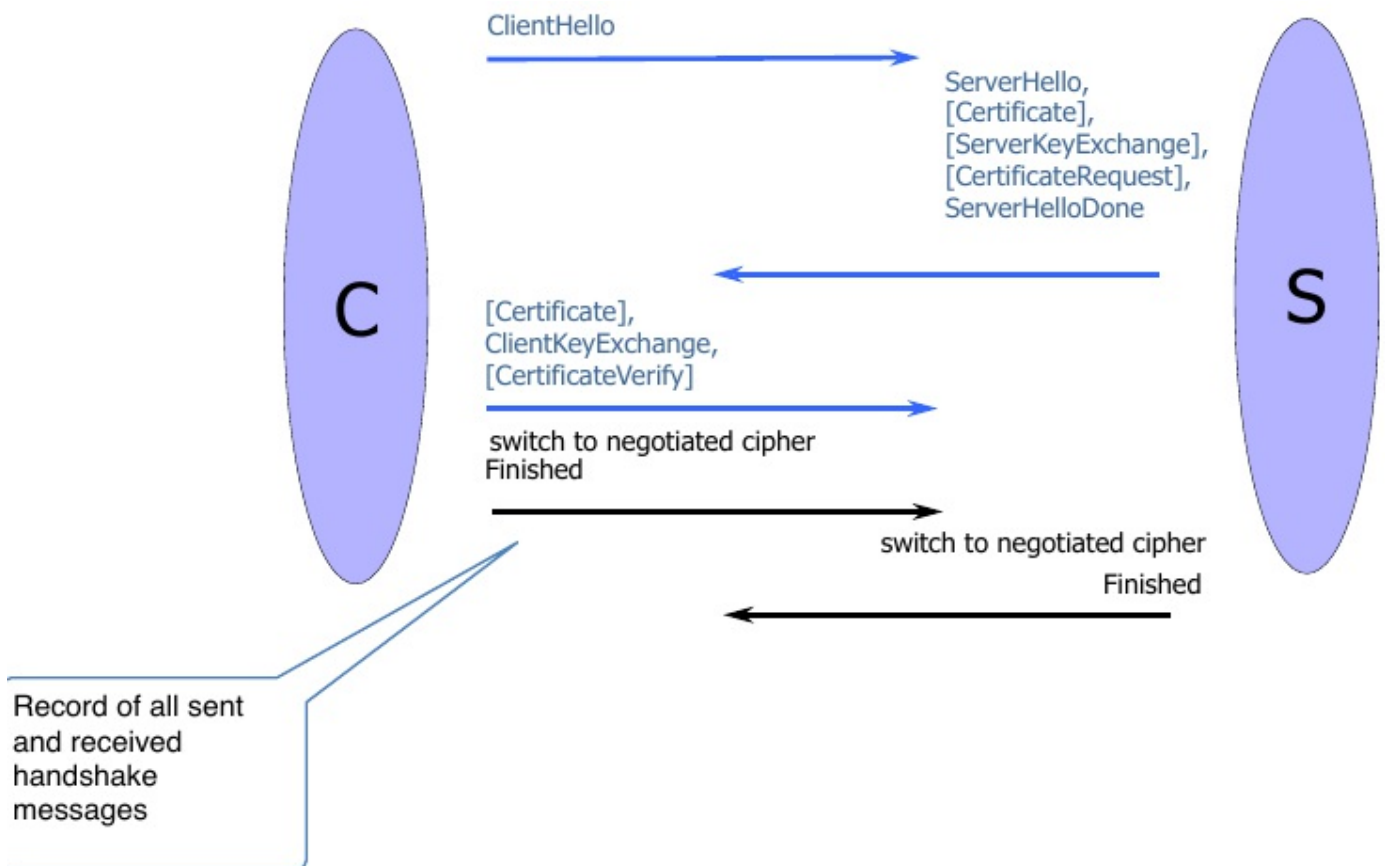 ClientHello
ServerHello,
[Certificate],
[ServerKeyExchange],
[CertificateRequest],
ServerHelloDone
C
S
[Certificate],
ClientKeyExchange,
[CertificateVerify]
switch to negotiated cipher
Finished
switch to negotiated cipher
Finished
Record of all sent
and received
handshake
messages